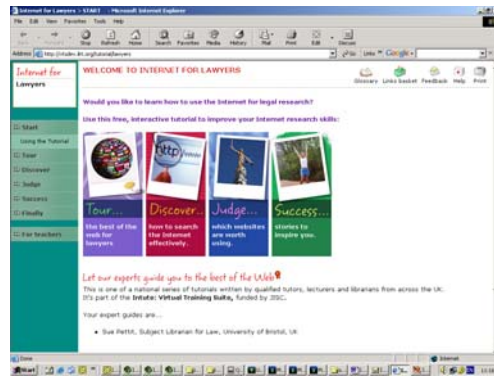 Internet for Lawyers > START - Microsoft Internet Explorer
File Edit View Favorites Tools Help
Stop Refresh Home Search Favorites Media History Mail Print Edit Discuss
Address
Go Links Google
Internet for
Lawyers
WELCOME TO INTERNET FOR LAWYERS
Glossary Links basket Feedback Help Print
Would you like to learn how to use the Internet for legal research?
Use this free, interactive tutorial to improve your Internet research skills:
Start
Using the Tutorial
Tour
Discover
Judge
Success
Finally
For teachers
http://
Tour... Discover.. Judge... Success...
the best of the web for lawyers
how to search the Internet effectively.
which websites are worth using.
stories to inspire you.
Let our experts guide you to the best of the Web
This is one of a national series of tutorials written by qualified tutors, lecturers and librarians from across the UK.
It's part of the Intute: Virtual Training Suite, funded by JISC.
Your expert guides are...
• Sue Pettit, Subject Librarian for Law, University of Bristol, UK
Done
Internet
Start